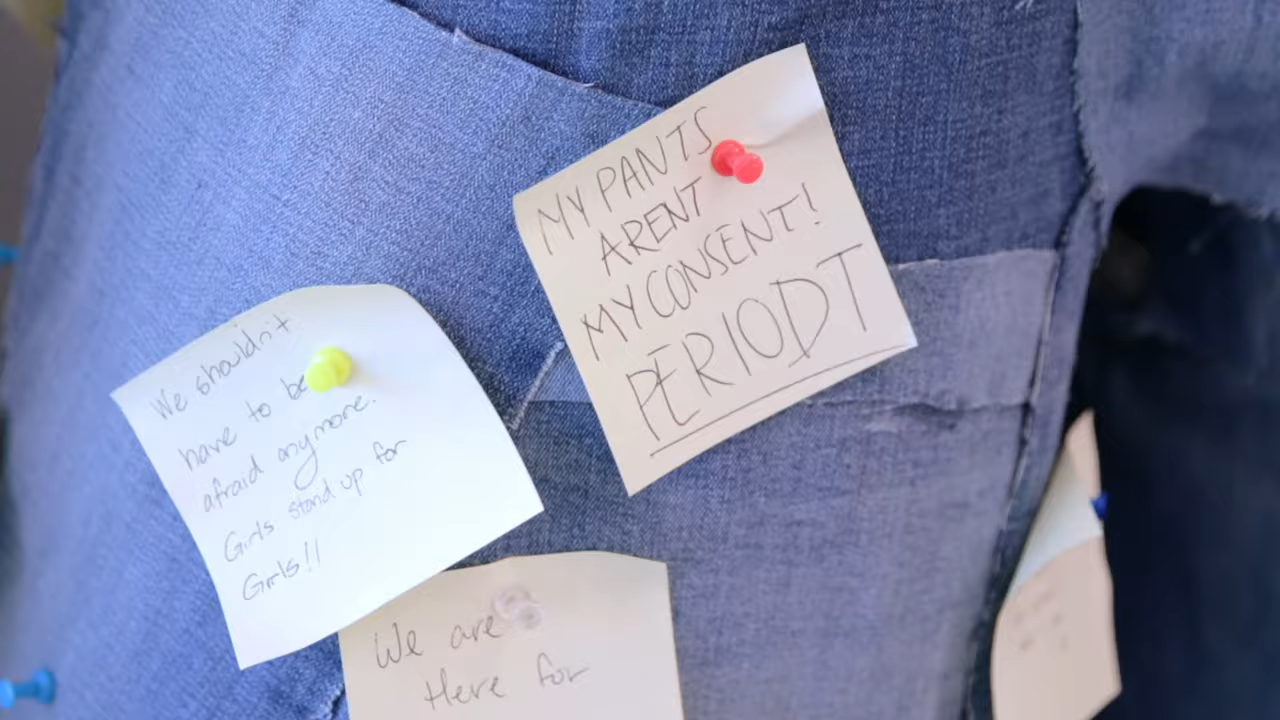 We shouldn't
have to be
afraid anymore.
Girls stand up for
Girls!!
MY PANTS
ARENT
MY CONSENT!
PERIODT
We are
Here for